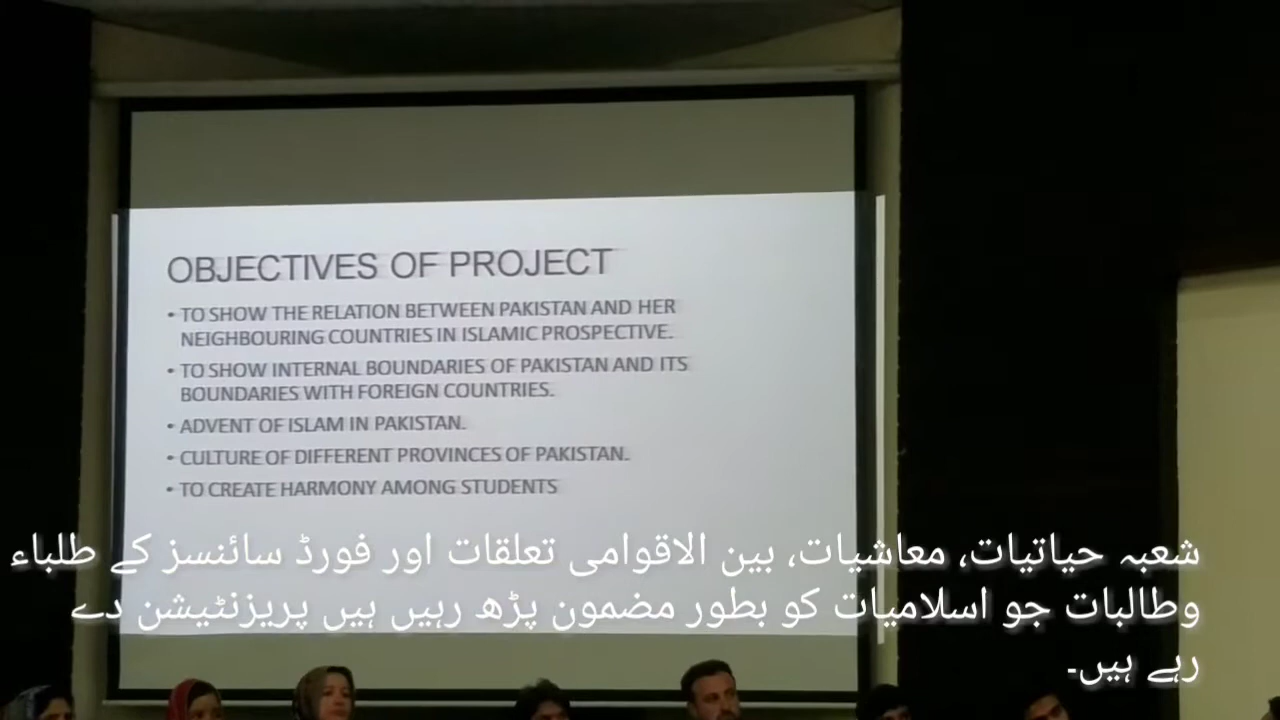 OBJECTIVES OF PROJECT
• TO SHOW THE RELATION BETWEEN PAKISTAN AND HER
NEIGHBOURING COUNTRIES IN ISLAMIC PROSPECTIVE.
• TO SHOW INTERNAL BOUNDARIES OF PAKISTAN AND ITS
BOUNDARIES WITH FOREIGN COUNTRIES.
• ADVENT OF ISLAM IN PAKISTAN.
• CULTURE OF DIFFERENT PROVINCES OF PAKISTAN.
• TO CREATE HARMONY AMONG STUDENTS
شعبہ حیاتیات، معاشیات، بین الاقوامی تعلقات اور فورڈ سائنسز کے طلباء
وطالبات جو اسلامیات کو بطور مضمون پڑھ رہیں ہیں پریزنٹیشن دے
رہے ہیں۔